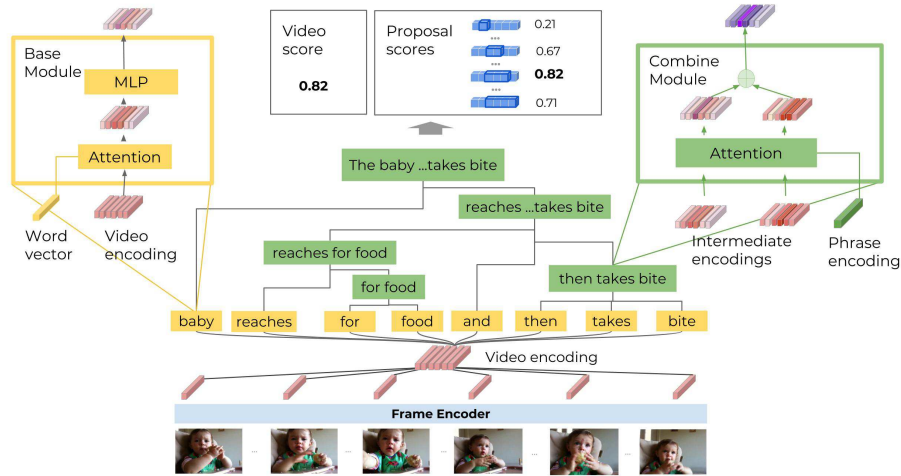 Base
Module
MLP
Attention
Word
vector
Video
encoding
Video
score
0.82
Proposal
scores
0.21
...
0.67
...
0.82
...
0.71
Combine
Module
Attention
Intermediate
encodings
Phrase
encoding
The baby ...takes bite
reaches ...takes bite
reaches for food
for food
then takes bite
baby
reaches
for
food
and
then
takes
bite
Video encoding
Frame Encoder
...
...
...
...
...